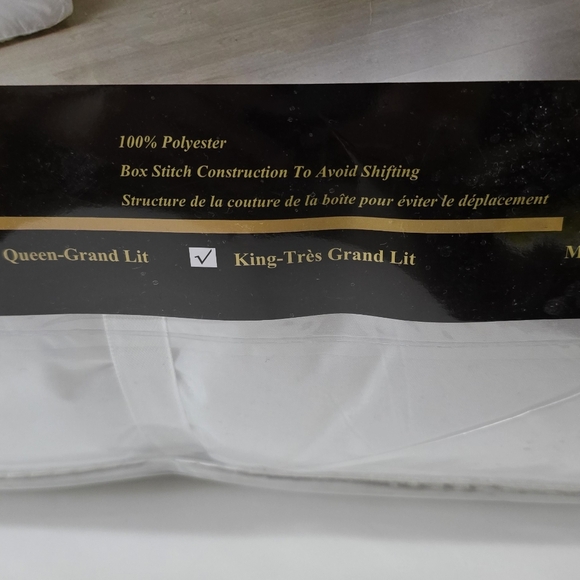 100% Polyester
Box Stitch Construction To Avoid Shifting
Structure de la couture de la boîte pour éviter le déplacement
Queen-Grand Lit ☑ King-Très Grand Lit M